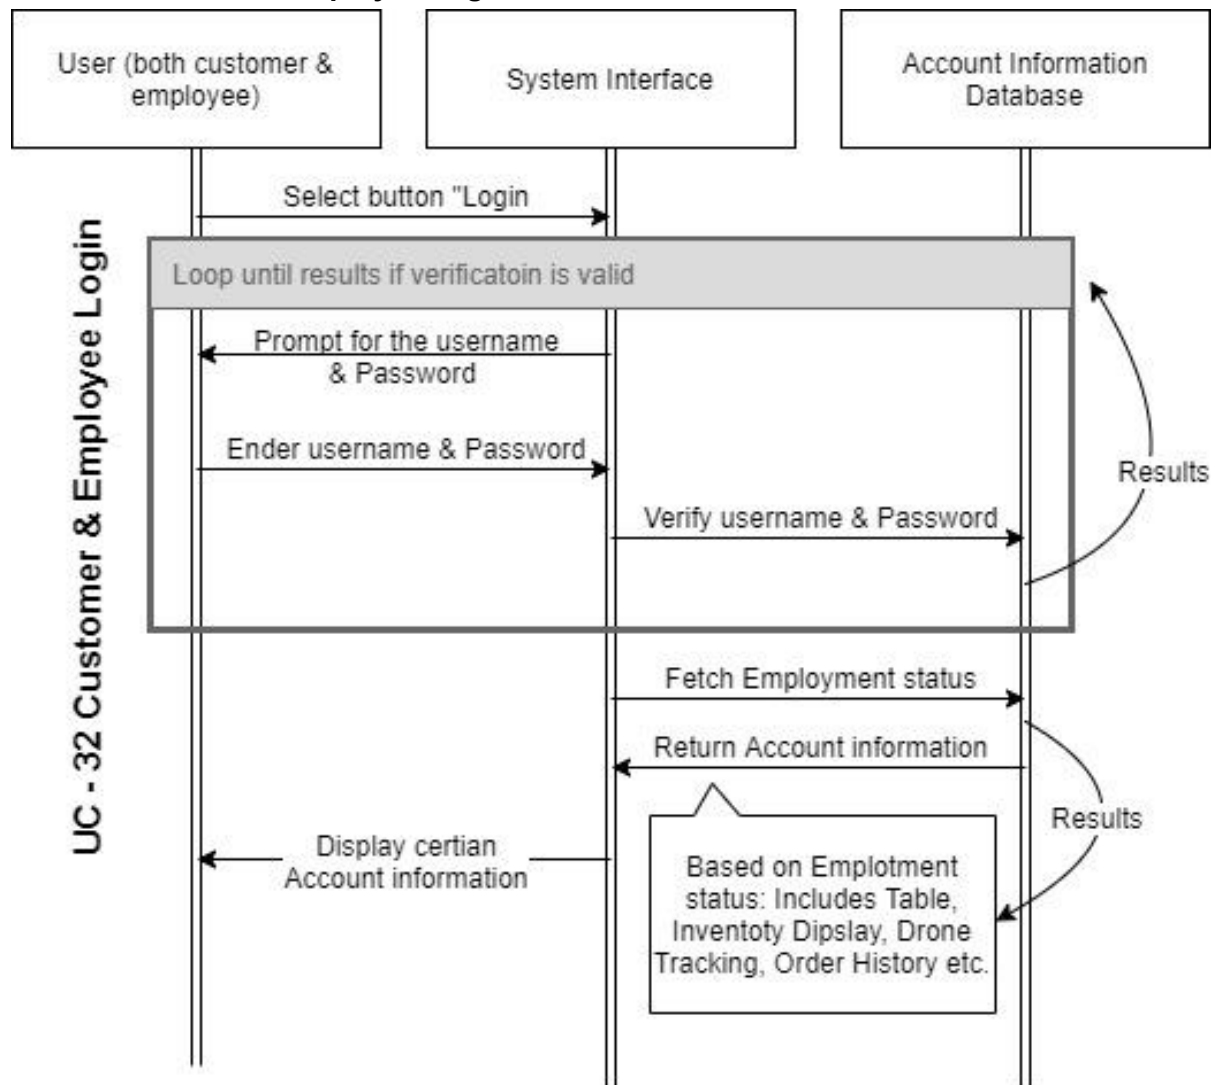 User (both customer &
employee)
System Interface
Account Information
Database
Select button "Login
UC - 32 Customer & Employee Login
Loop until results if verificatoin is valid
Prompt for the username
& Password
Ender username & Password
Results
Verify username & Password
Fetch Employment status
Return Account information
Results
Display certian
Account information
Based on Emplotment
status: Includes Table,
Inventoty Dipslay, Drone
Tracking, Order History etc.